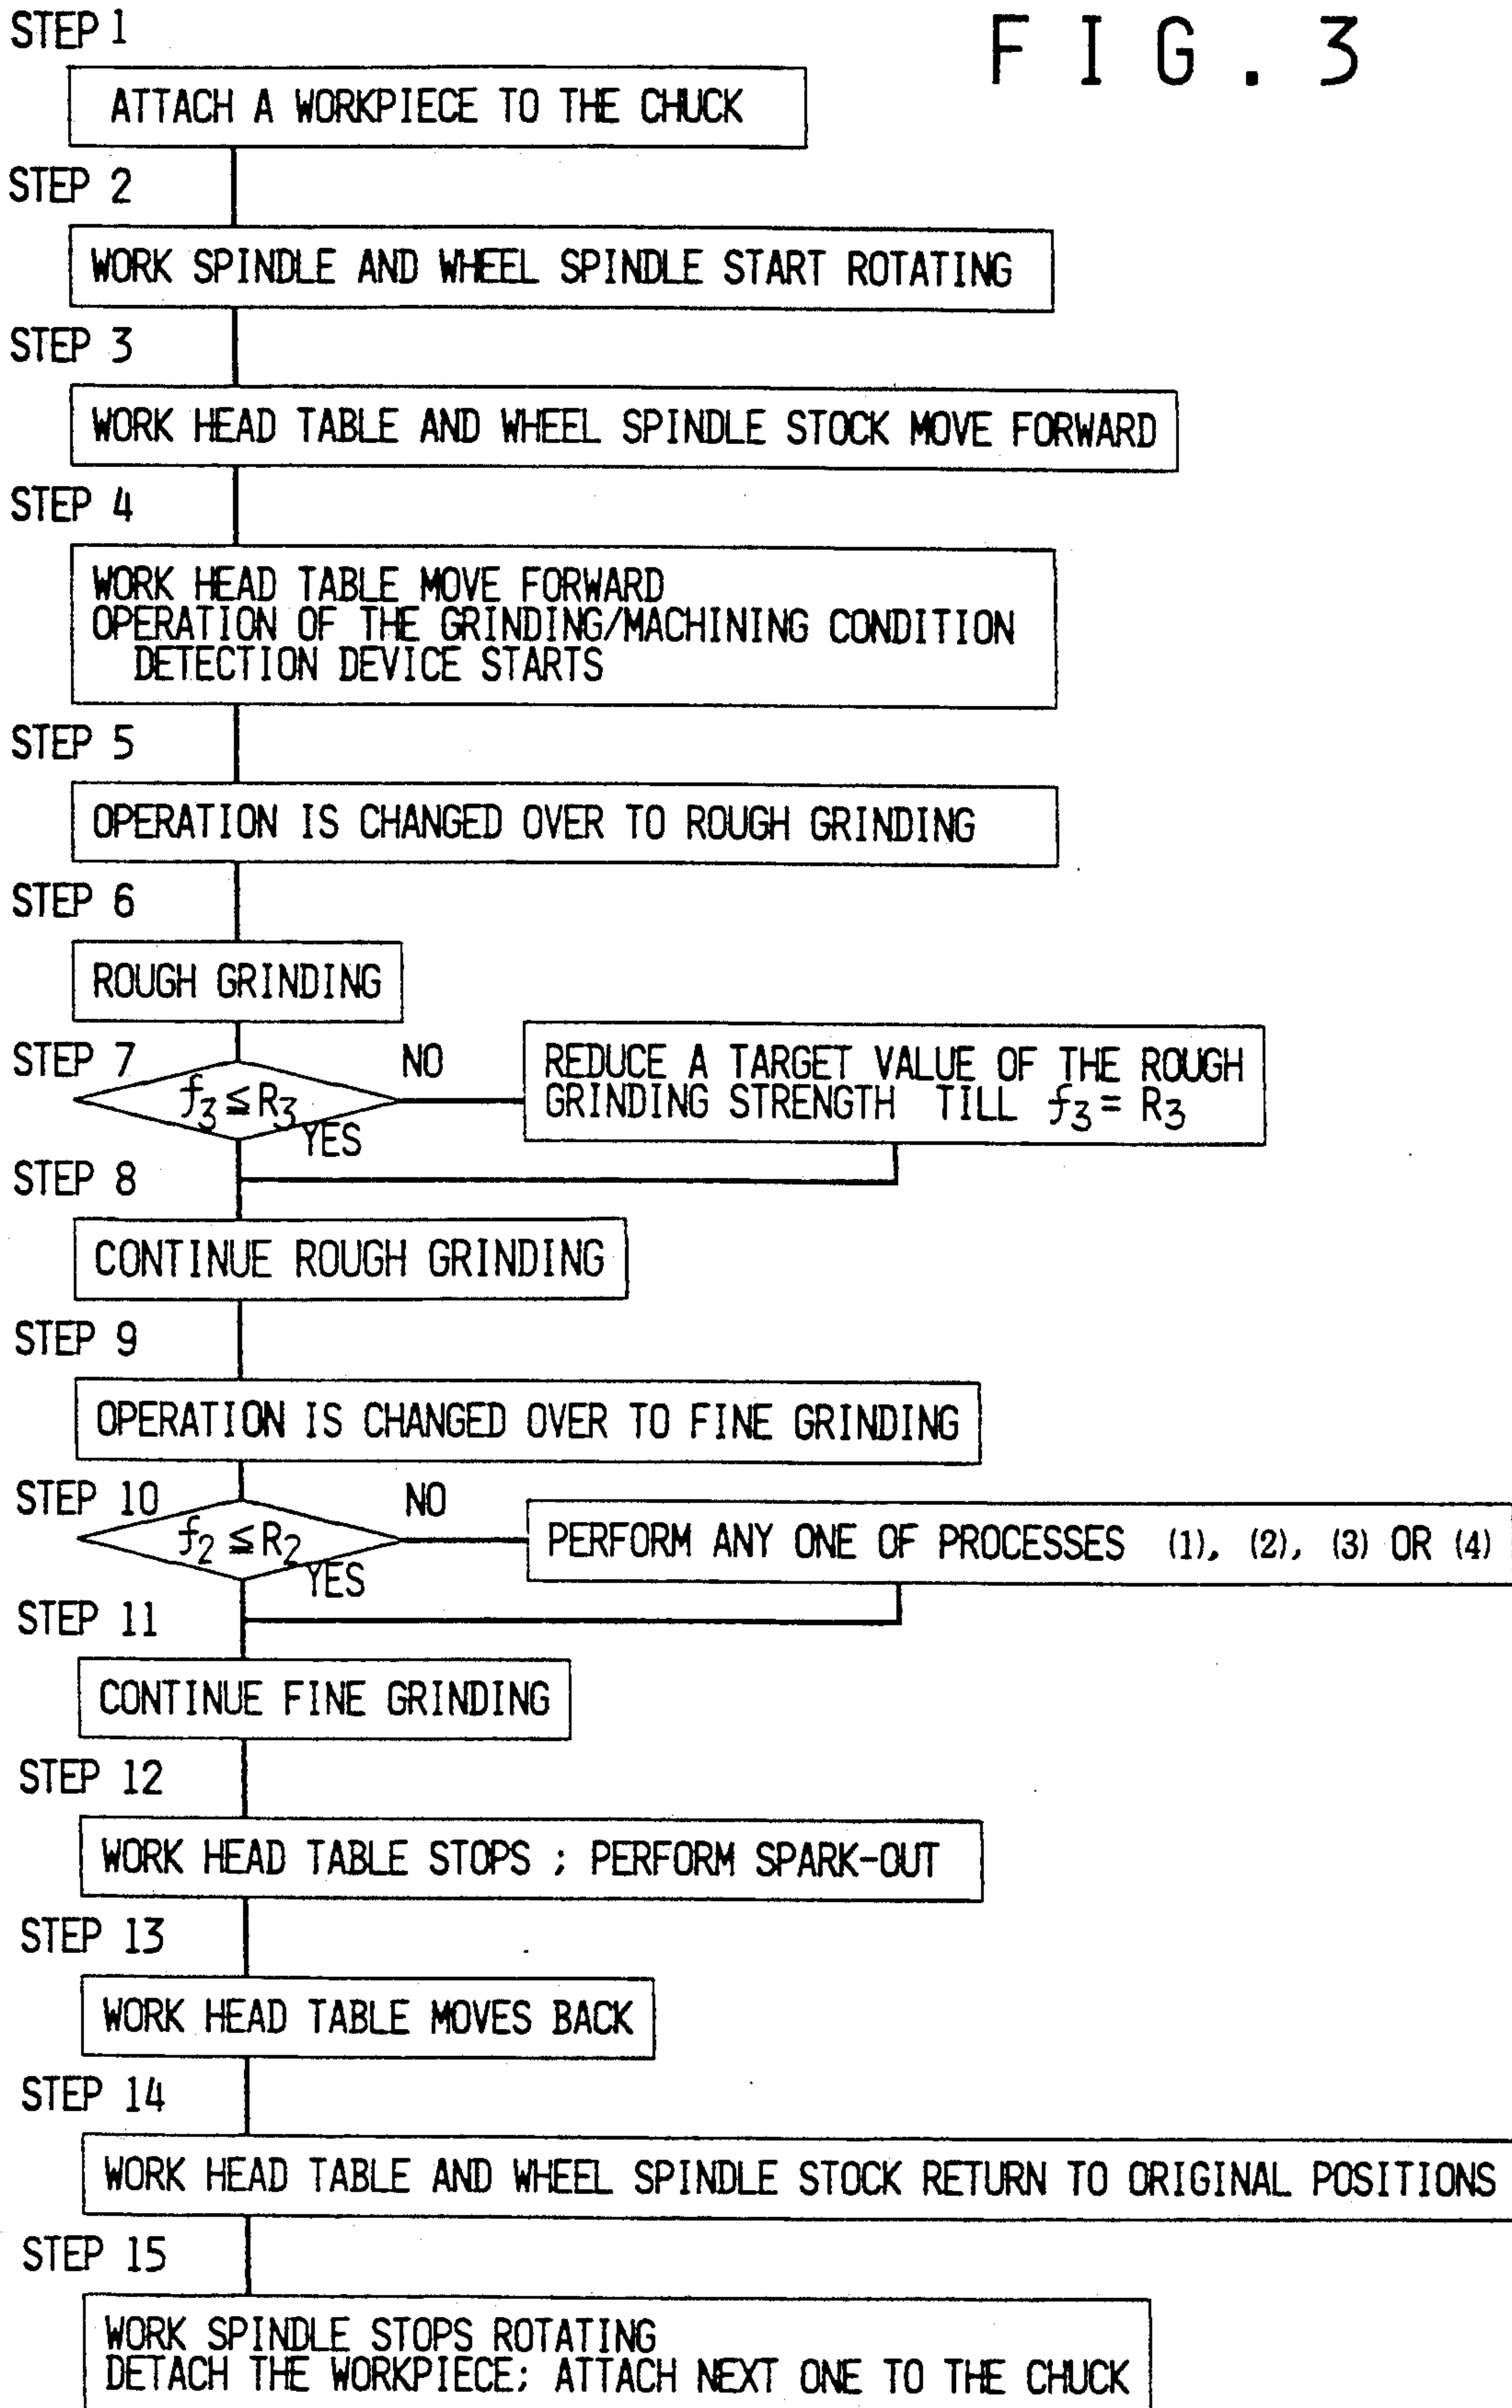 STEP 1
FIG. 3
ATTACH A WORKPIECE TO THE CHUCK
STEP 2
WORK SPINDLE AND WHEEL SPINDLE START ROTATING
STEP 3
WORK HEAD TABLE AND WHEEL SPINDLE STOCK MOVE FORWARD
STEP 4
WORK HEAD TABLE MOVE FORWARD
OPERATION OF THE GRINDING/MACHINING CONDITION
DETECTION DEVICE STARTS
STEP 5
OPERATION IS CHANGED OVER TO ROUGH GRINDING
STEP 6
ROUGH GRINDING
STEP 7
f3 ≦ R3
NO
YES
REDUCE A TARGET VALUE OF THE ROUGH
GRINDING STRENGTH TILL f3 = R3
STEP 8
CONTINUE ROUGH GRINDING
STEP 9
OPERATION IS CHANGED OVER TO FINE GRINDING
STEP 10
f2 ≦ R2
NO
YES
PERFORM ANY ONE OF PROCESSES (1), (2), (3) OR (4)
STEP 11
CONTINUE FINE GRINDING
STEP 12
WORK HEAD TABLE STOPS ; PERFORM SPARK-OUT
STEP 13
WORK HEAD TABLE MOVES BACK
STEP 14
WORK HEAD TABLE AND WHEEL SPINDLE STOCK RETURN TO ORIGINAL POSITIONS
STEP 15
WORK SPINDLE STOPS ROTATING
DETACH THE WORKPIECE; ATTACH NEXT ONE TO THE CHUCK